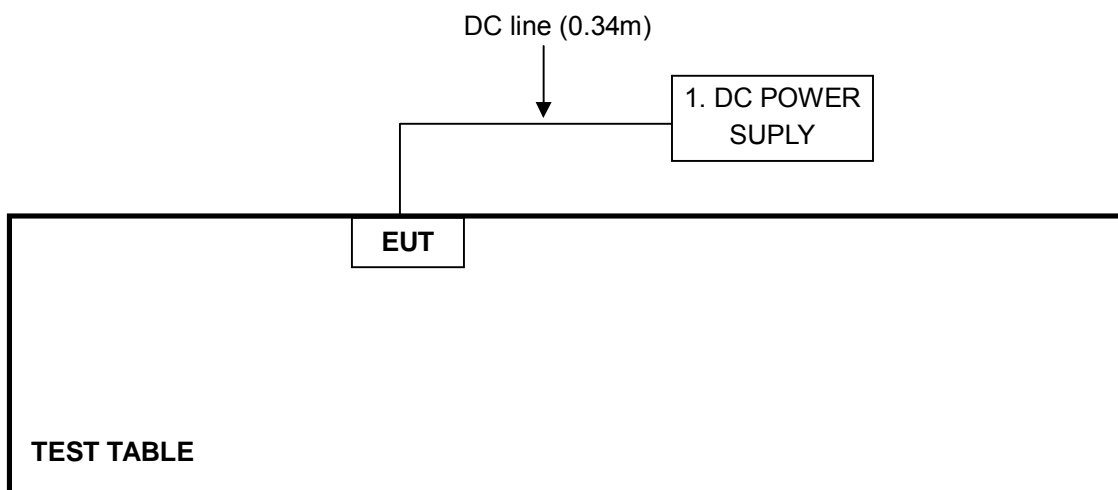 DC line (0.34m)
1. DC POWER
SUPLY
EUT
TEST TABLE